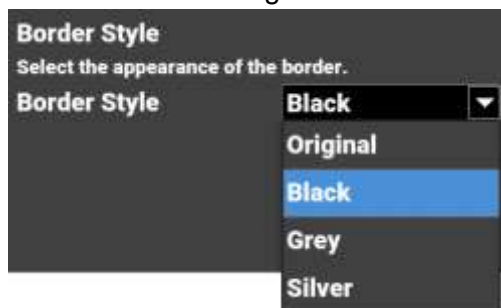 Border Style
Select the appearance of the border.
Border Style Black
Original
Black
Grey
Silver